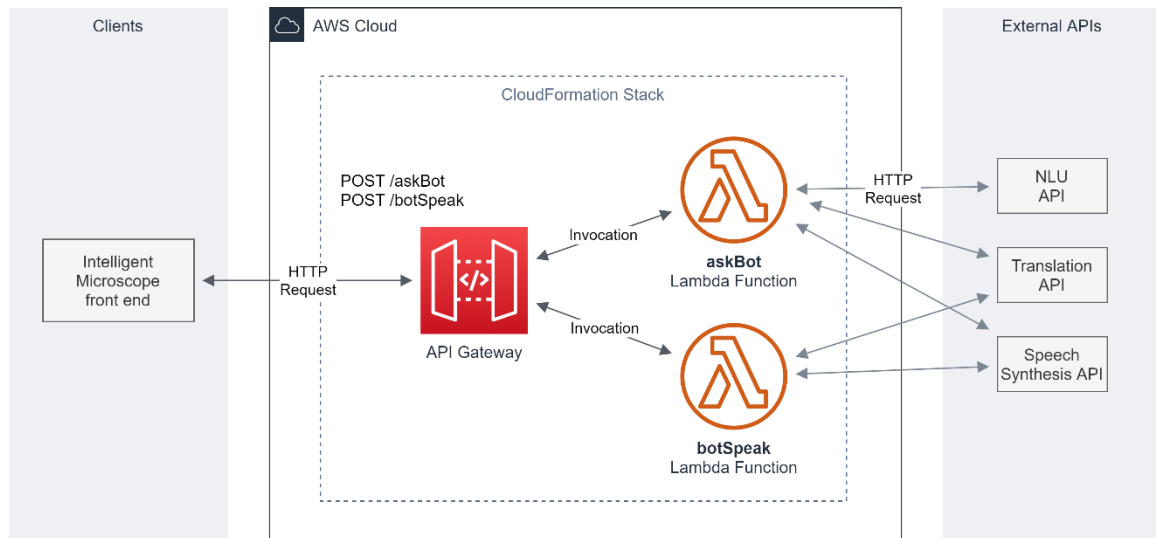 Clients
AWS Cloud
External APIs
CloudFormation Stack
POST /askBot
POST /botSpeak
Intelligent
Microscope
front end
HTTP
Request
API Gateway
Invocation
Invocation
askBot
Lambda Function
botSpeak
Lambda Function
HTTP
Request
NLU
API
Translation
API
Speech
Synthesis API